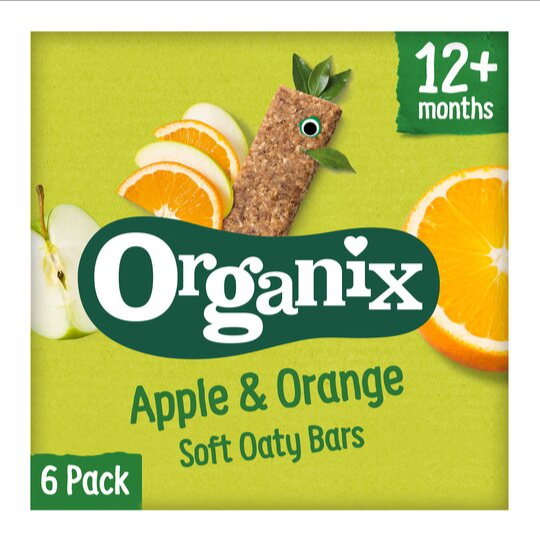 12+
months
Organix
Apple & Orange
Soft Oaty Bars
6 Pack